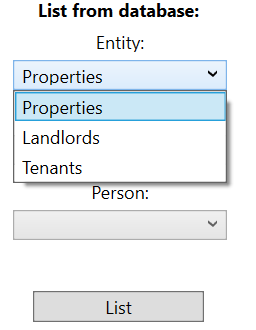 List from database:
Entity:
Properties
Properties
Landlords
Tenants
Person:
List